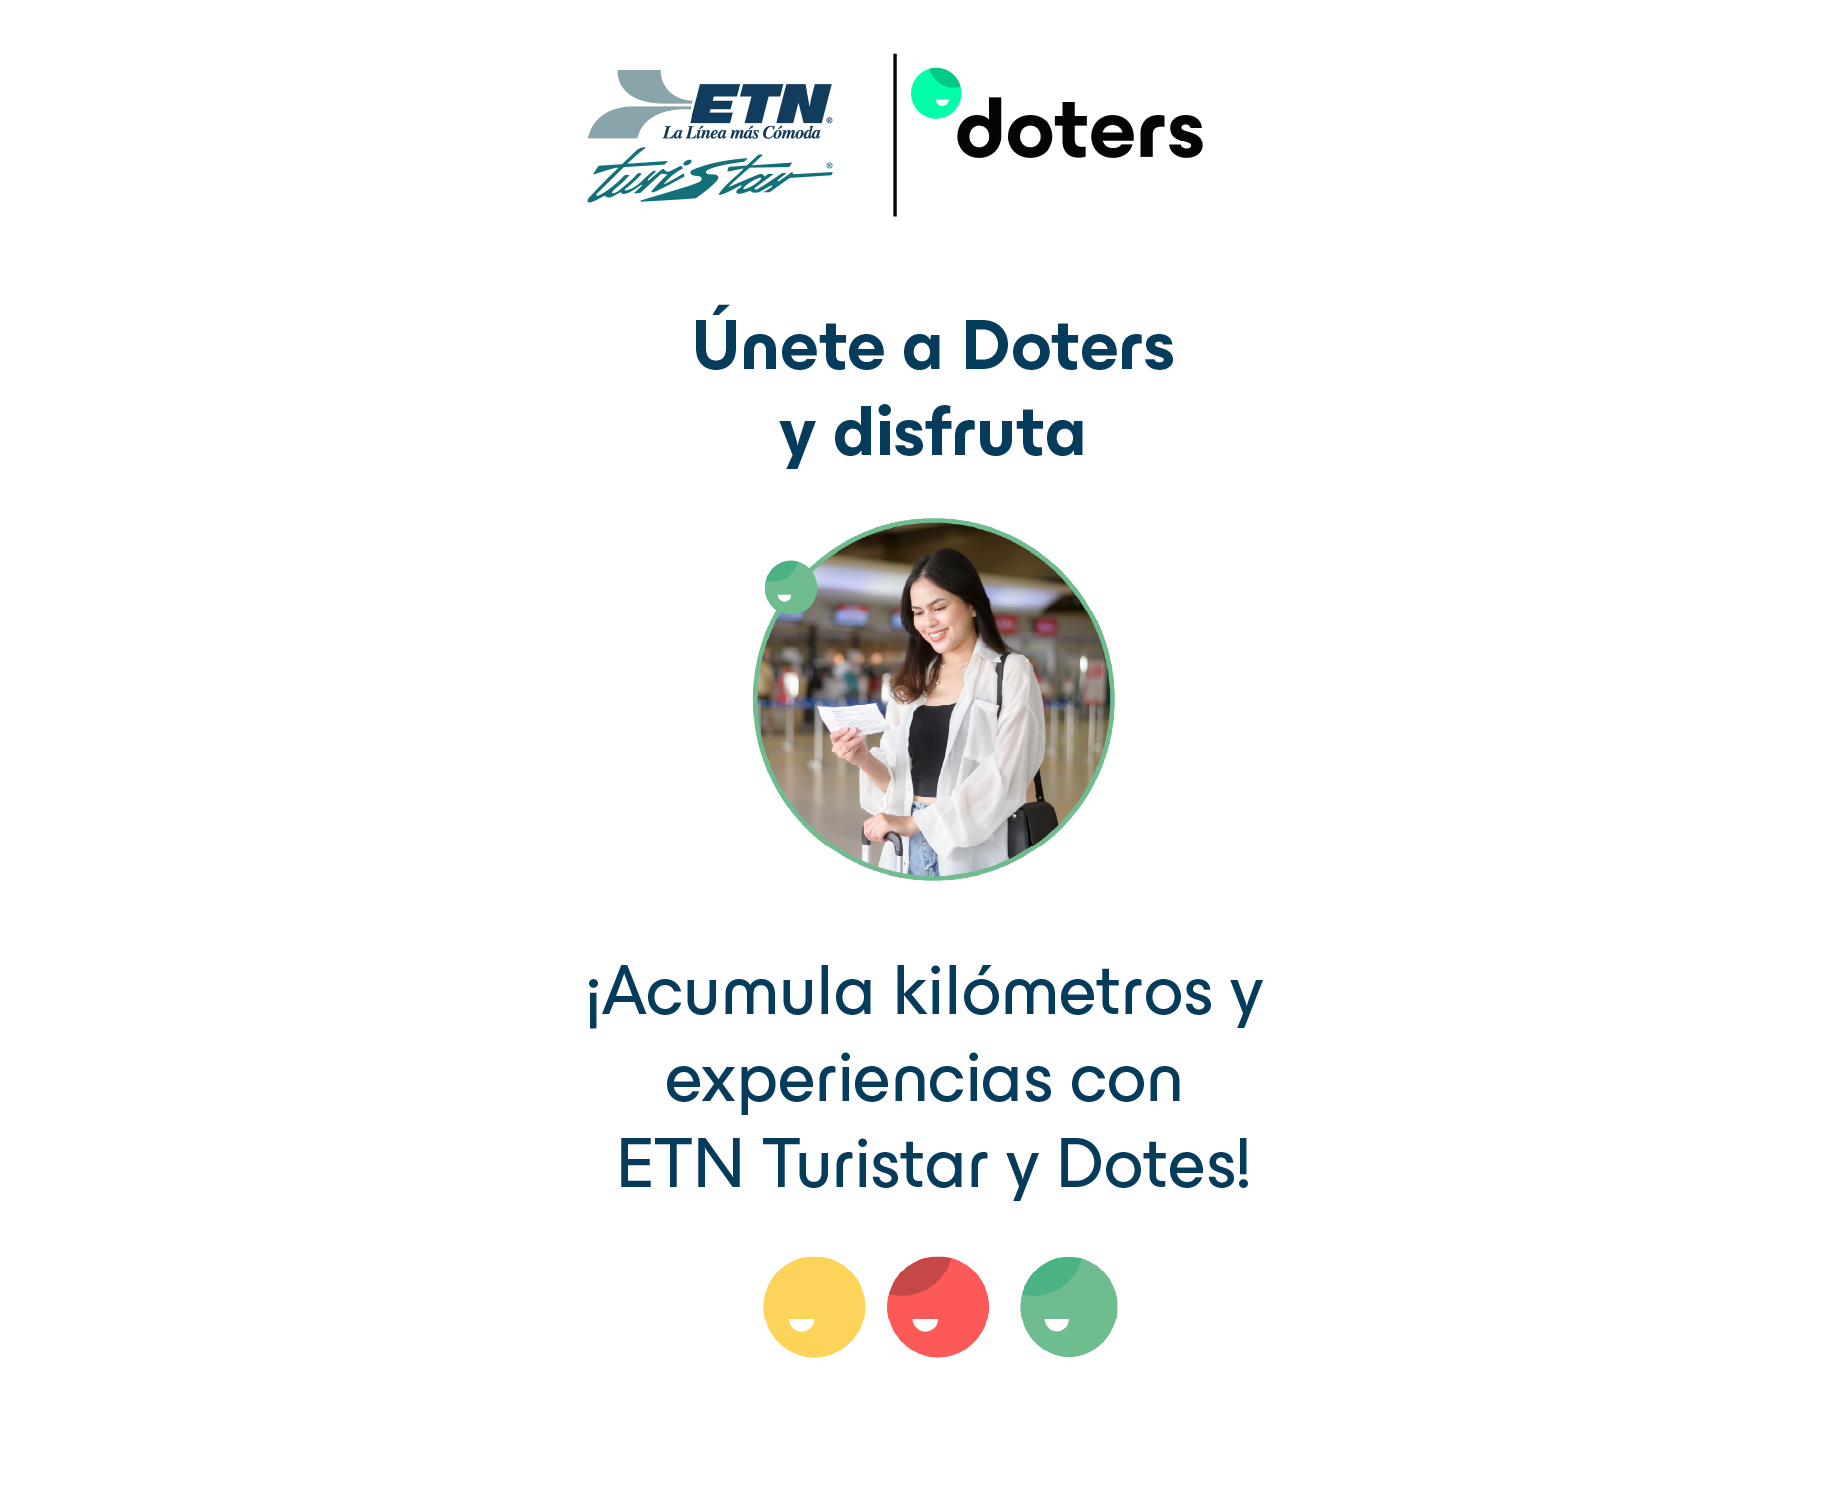 ETN®
La Línea más Cómoda
turistar®
doters
Únete a Doters
y disfruta
¡Acumula kilómetros y
experiencias con
ETN Turistar y Dotes!